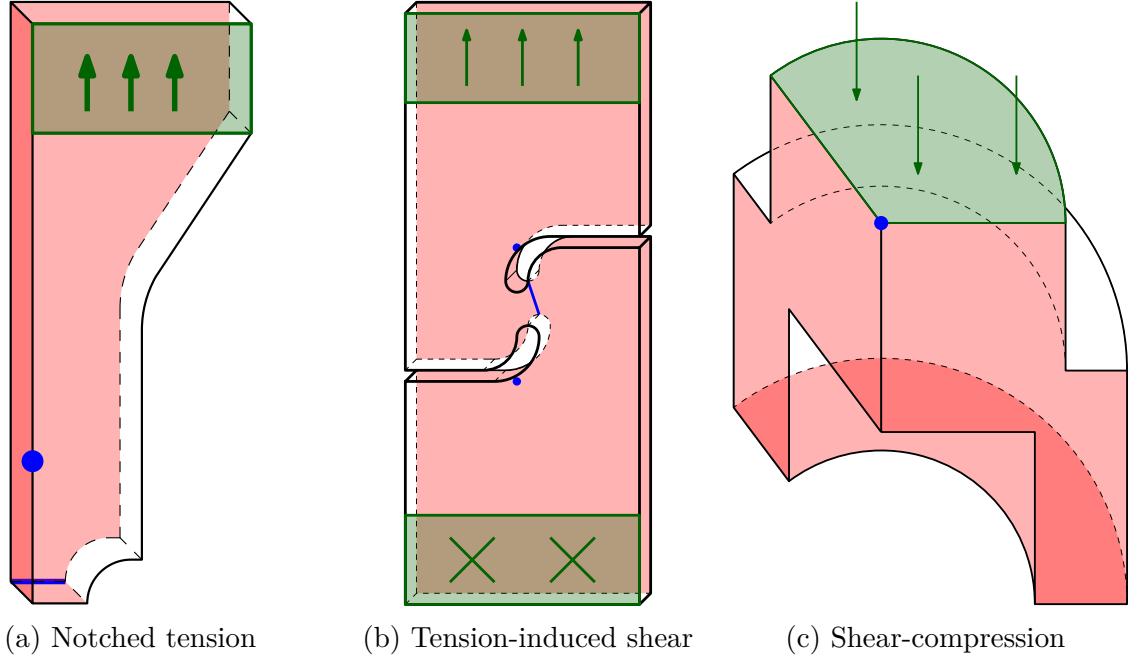 (a) Notched tension
(b) Tension-induced shear
(c) Shear-compression